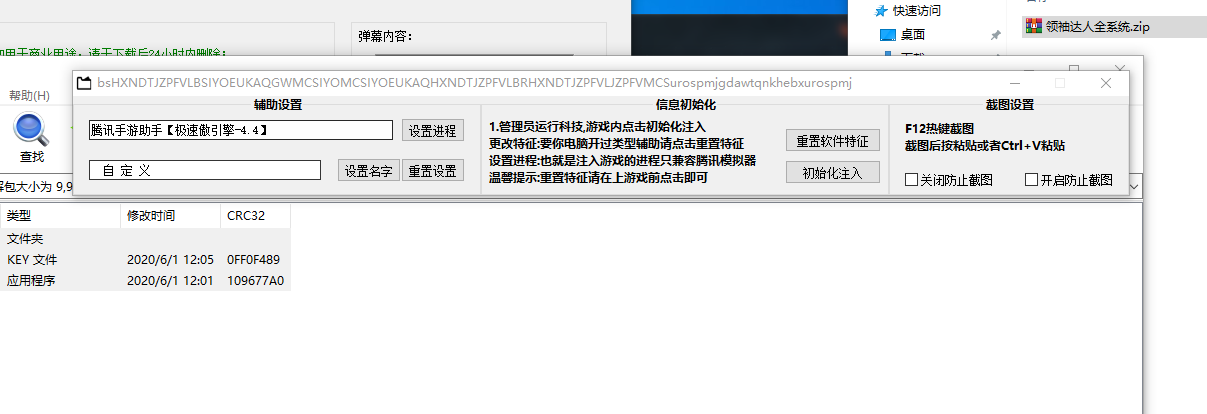 快速访问
桌面
领袖达人全系统.zip
弹幕内容:
帮助(H)
查找
bsHXNDTJZPFVLBSIYOEUKAQGWMCSIYOMCSIYOEUKAQHXNDTJZPFVLBRHXNDTJZPFVLJZPFVMCSurospmjgdawtqnkhebxurospmj
辅助设置
腾讯手游助手【极速傲引擎-4.4】
设置进程
自 定 义
设置名字
重置设置
信息初始化
1.管理员运行科技,游戏内点击初始化注入
更改特征:要你电脑开过类型辅助请点击重置特征
设置进程:也就是注入游戏的进程只兼容腾讯模拟器
温馨提示:重置特征请在上游戏前点击即可
重置软件特征
初始化注入
截图设置
F12热键截图
截图后按粘贴或者Ctrl+V粘贴
关闭防止截图
开启防止截图
包大小为 9,9
类型 修改时间 CRC32
文件夹
KEY 文件 2020/6/1 12:05 0FF0F489
应用程序 2020/6/1 12:01 109677A0